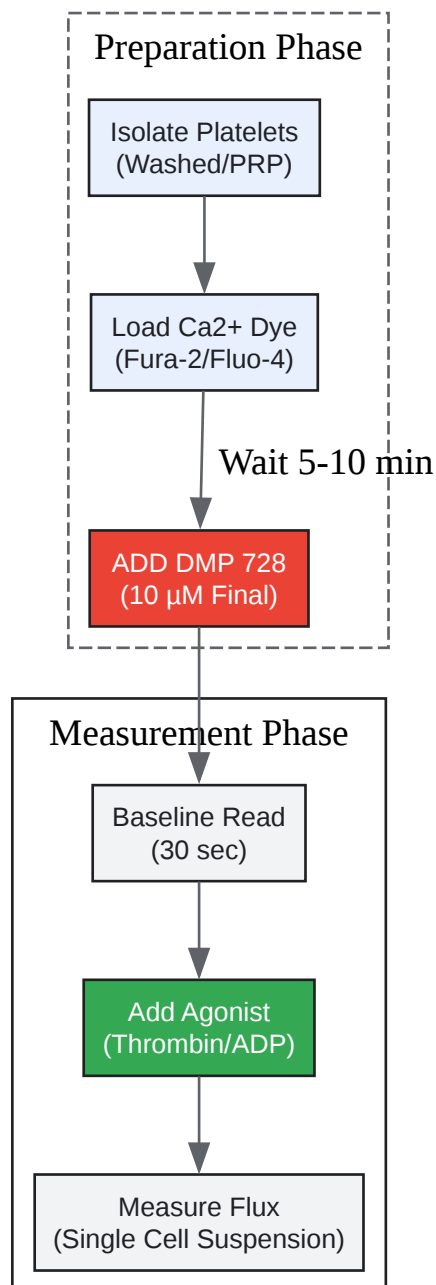 Preparation Phase
Isolate Platelets
(Washed/PRP)
Load Ca2+ Dye
(Fura-2/Fluo-4)
Wait 5-10 min
ADD DMP 728
(10 µM Final)
Measurement Phase
Baseline Read
(30 sec)
Add Agonist
(Thrombin/ADP)
Measure Flux
(Single Cell Suspension)